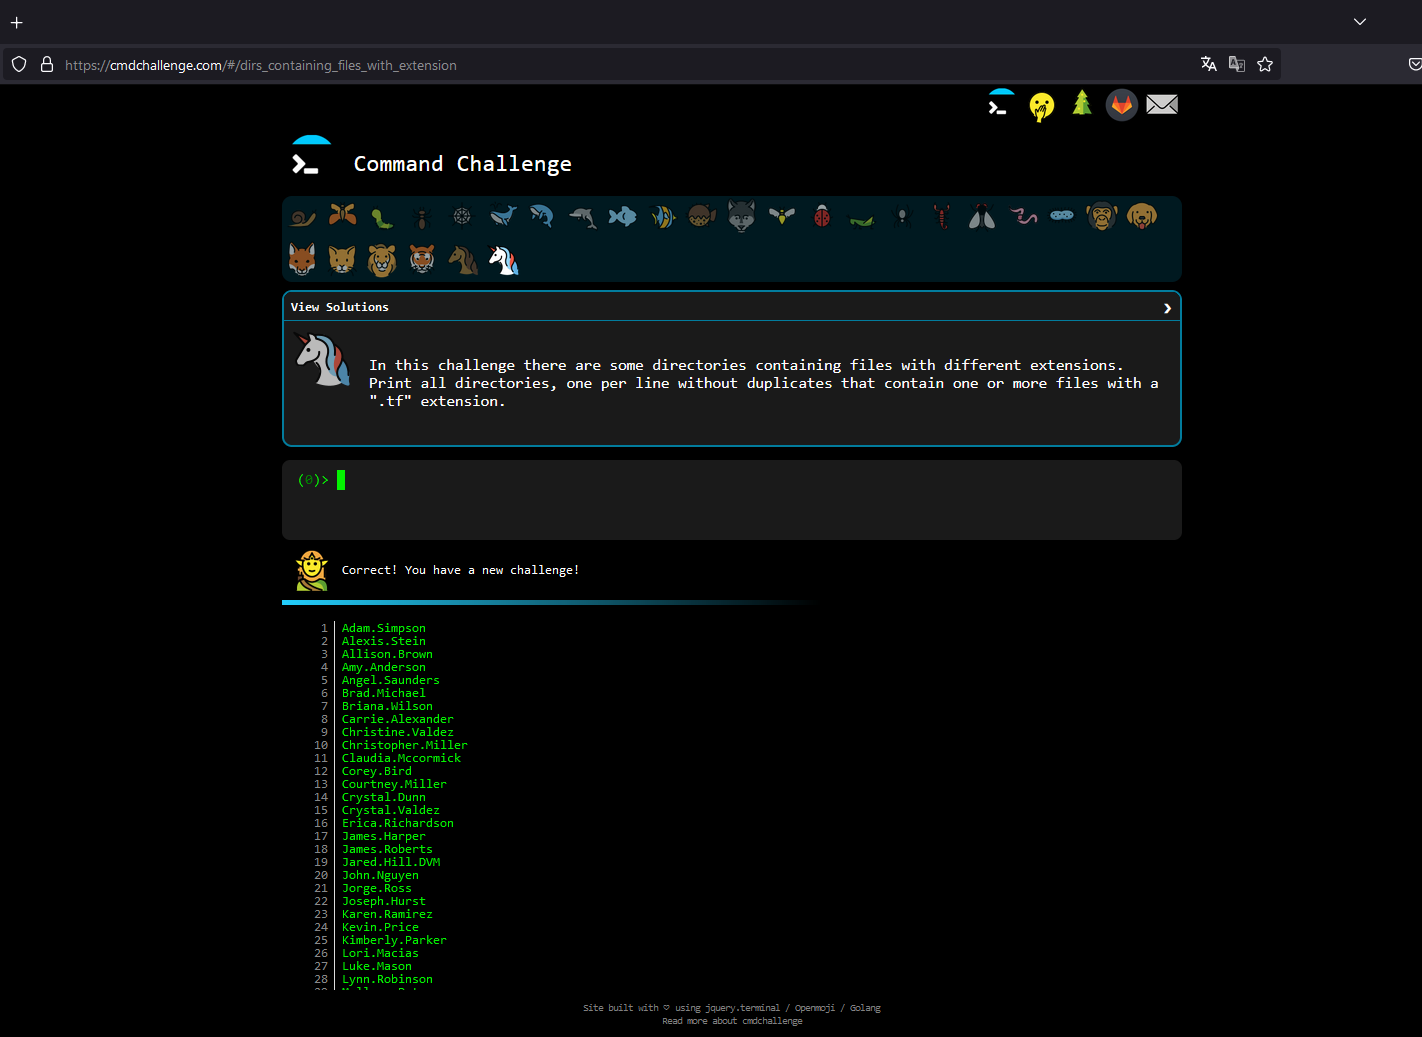 https://cmdchallenge.com/#/dirs_containing_files_with_extension
Command Challenge
View Solutions
In this challenge there are some directories containing files with different extensions.
Print all directories, one per line without duplicates that contain one or more files with a
".tf" extension.
(0)>
Correct! You have a new challenge!
1 Adam.Simpson
2 Alexis.Stein
3 Allison.Brown
4 Amy.Anderson
5 Angel.Saunders
6 Brad.Michael
7 Briana.Wilson
8 Carrie.Alexander
9 Christine.Valdez
10 Christopher.Miller
11 Claudia.Mccormick
12 Corey.Bird
13 Courtney.Miller
14 Crystal.Dunn
15 Crystal.Valdez
16 Erica.Richardson
17 James.Harper
18 James.Roberts
19 Jared.Hill.DVM
20 John.Nguyen
21 Jorge.Ross
22 Joseph.Hurst
23 Karen.Ramirez
24 Kevin.Price
25 Kimberly.Parker
26 Lori.Macias
27 Luke.Mason
28 Lynn.Robinson
Site built with ♡ using jquery.terminal / Openmoji / Golang
Read more about cmdchallenge